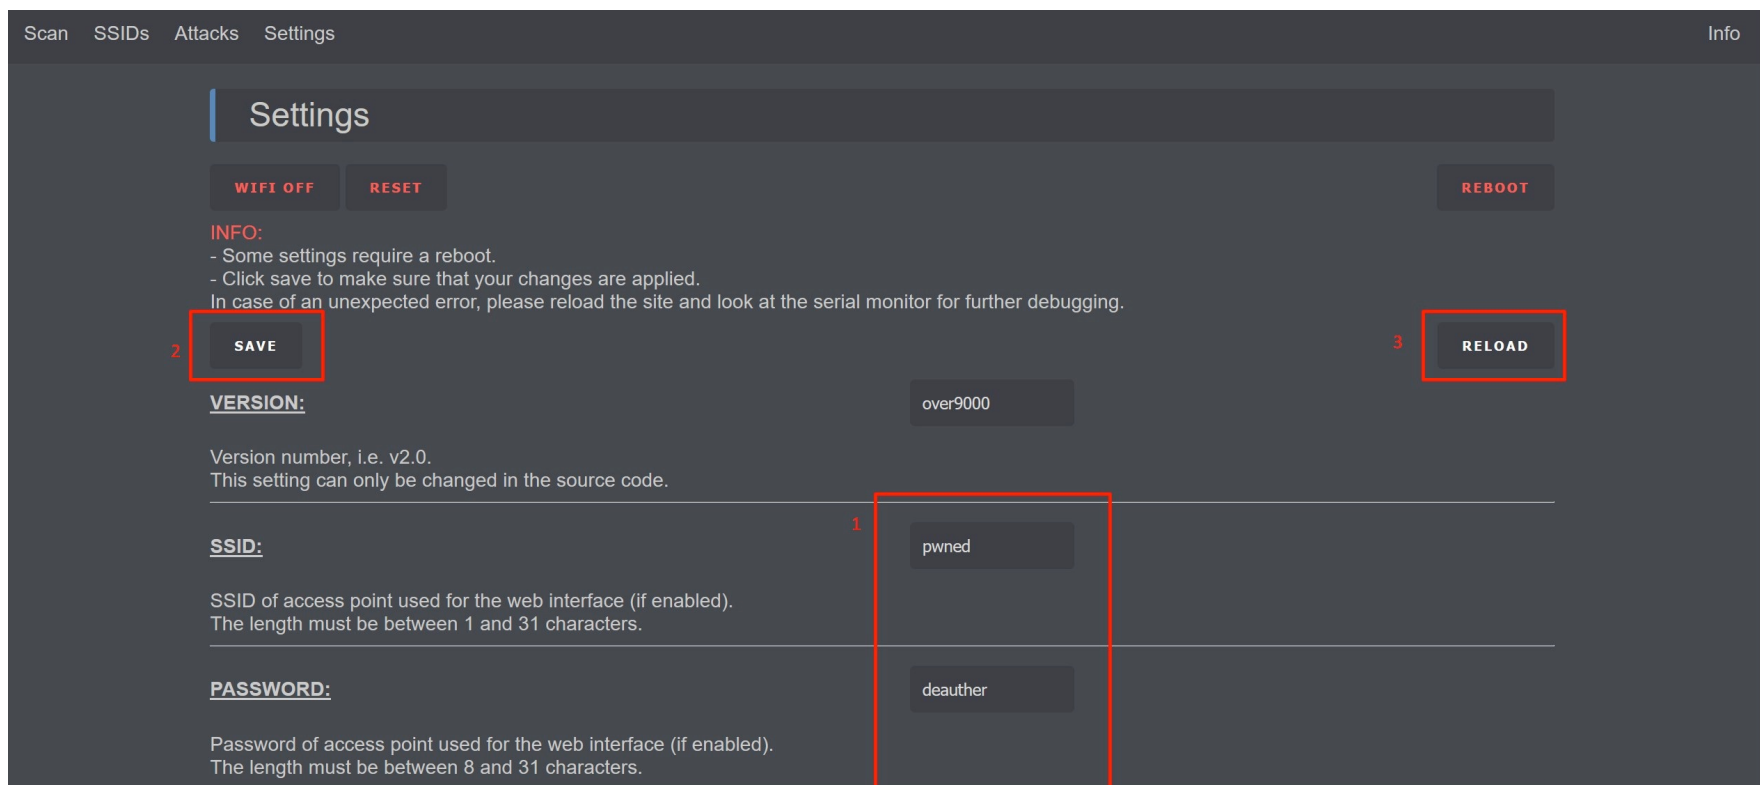 Scan SSIDs Attacks Settings Info
Settings
WIFI OFF RESET REBOOT
INFO:
- Some settings require a reboot.
- Click save to make sure that your changes are applied.
In case of an unexpected error, please reload the site and look at the serial monitor for further debugging.
2 SAVE 3 RELOAD
VERSION: over9000
Version number, i.e. v2.0.
This setting can only be changed in the source code.
1
SSID: pwned
SSID of access point used for the web interface (if enabled).
The length must be between 1 and 31 characters.
PASSWORD: deauther
Password of access point used for the web interface (if enabled).
The length must be between 8 and 31 characters.